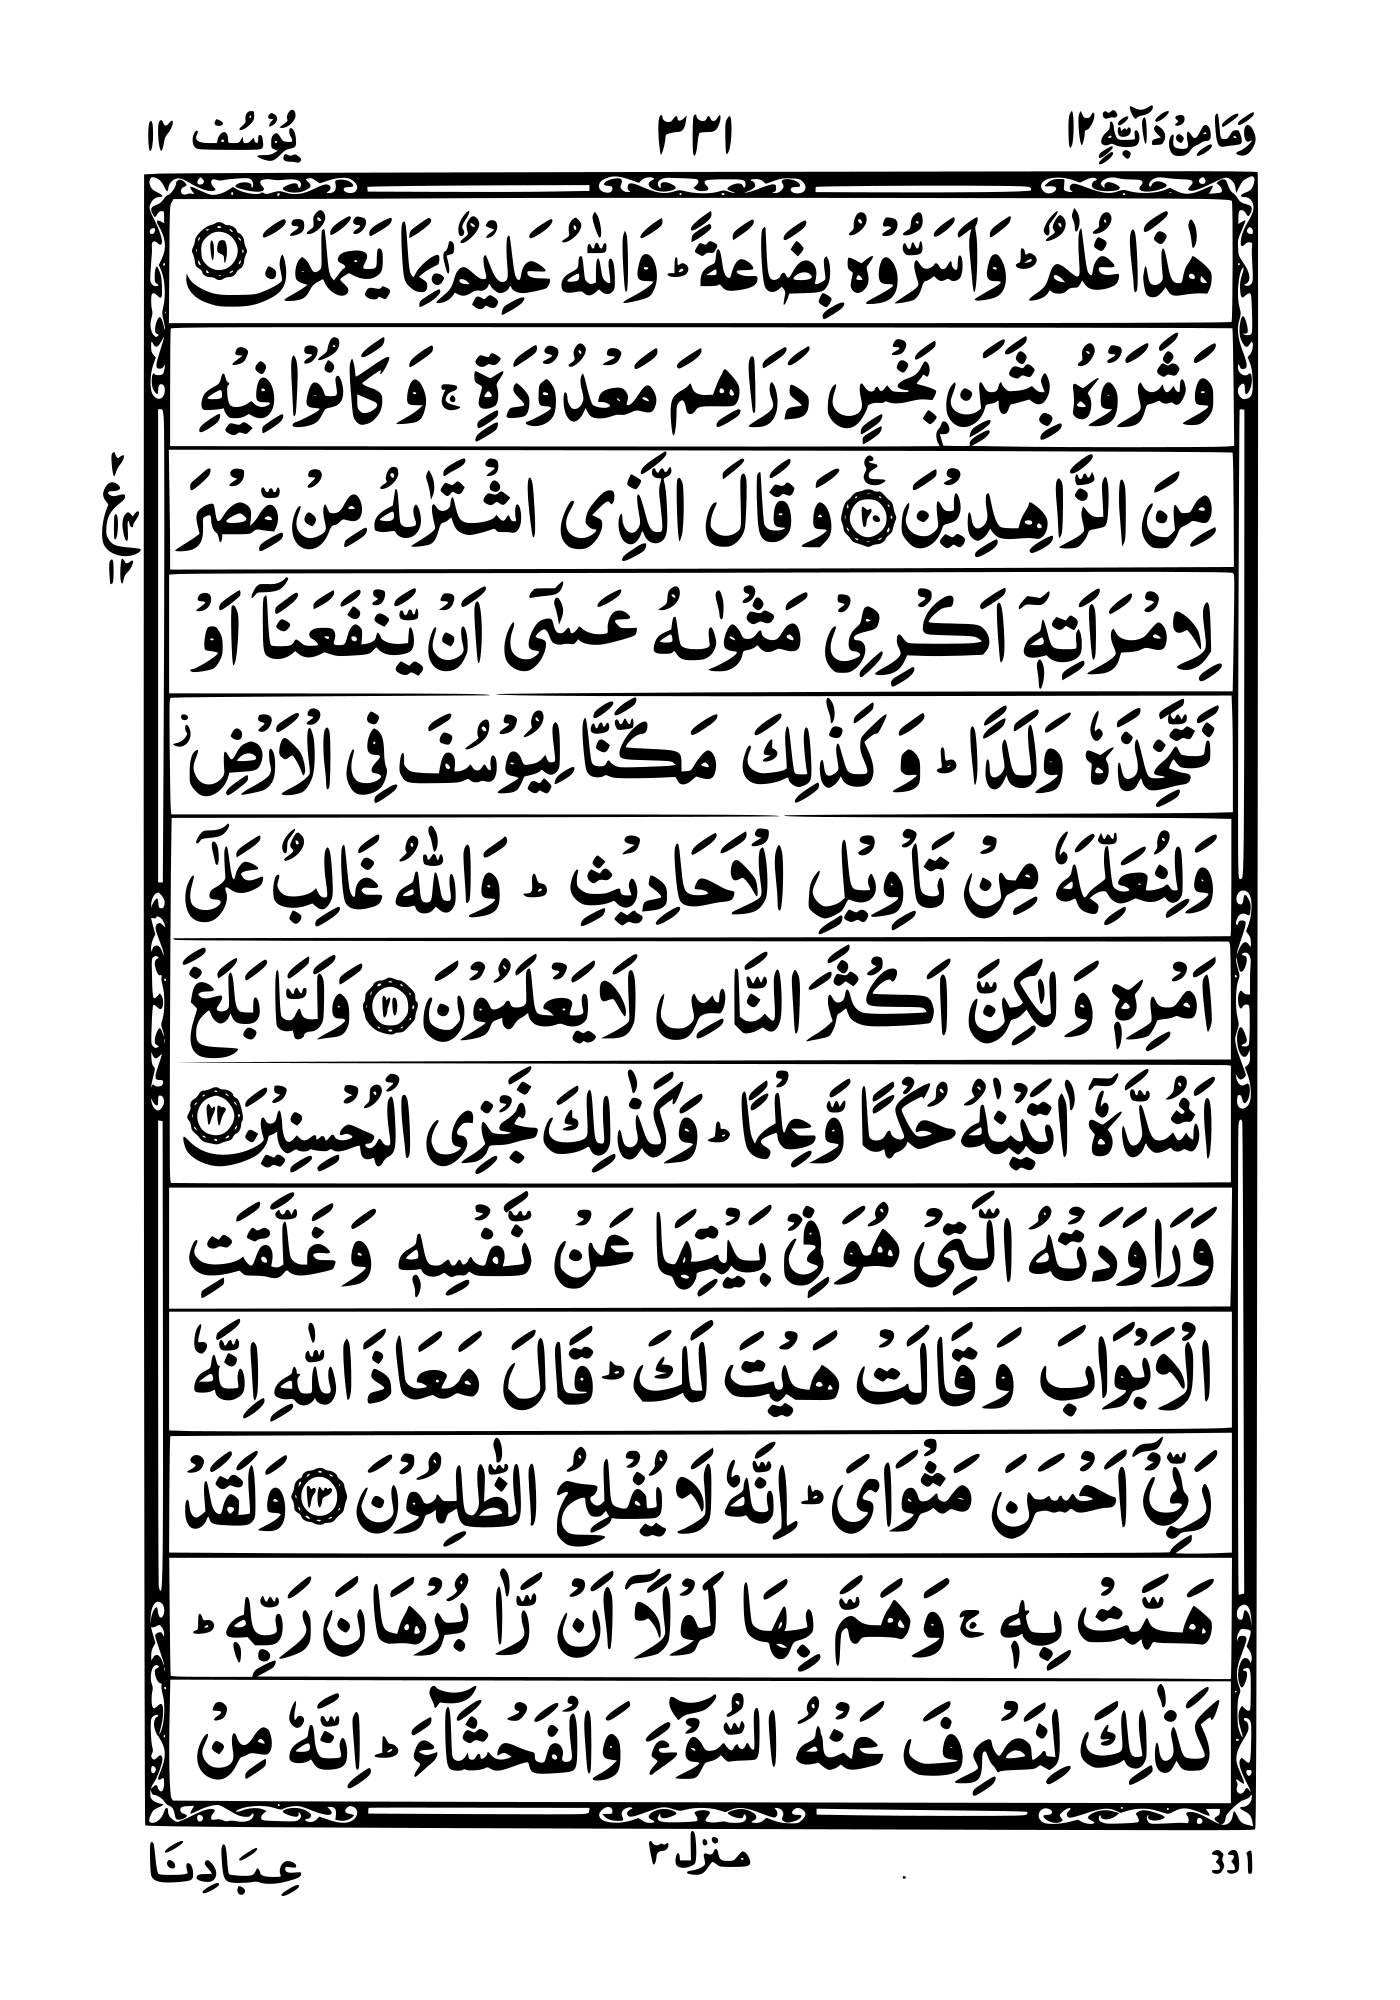 وَمَا مِنْ دَآبَّةٍ ١٢ ٣٣١ يُوْسُف ١٢
هٰذَا غُلٰمٌ ؕ وَاَسَرُّوْهُ بِضَاعَةً ؕ وَاللّٰهُ عَلِيْمٌۢ بِمَا يَعْمَلُوْنَ ﴿١٩﴾
وَشَرَوْهُ بِثَمَنٍۭ بَخْسٍ دَرَاهِمَ مَعْدُوْدَةٍ ۚ وَ كَانُوْا فِيْهِ
مِنَ الزَّاهِدِيْنَ ﴿٢٠﴾ ع وَ قَالَ الَّذِى اشْتَرٰىهُ مِنْ مِّصْرَ
٢ ع ١٤ ١٢
لِامْرَاَتِهٖۤ اَكْرِمِىْ مَثْوٰىهُ عَسٰۤى اَنْ يَّنْفَعَنَاۤ اَوْ
نَتَّخِذَهٗ وَلَدًا ؕ وَ كَذٰلِكَ مَكَّنَّا لِيُوْسُفَ فِى الْاَرْضِ ز
وَلِنُعَلِّمَهٗ مِنْ تَاْوِيْلِ الْاَحَادِيْثِ ؕ وَاللّٰهُ غَالِبٌ عَلٰٓى
اَمْرِهٖ وَ لٰكِنَّ اَكْثَرَ النَّاسِ لَا يَعْلَمُوْنَ ﴿٢١﴾ وَلَمَّا بَلَغَ
اَشُدَّهٗۤ اٰتَيْنٰهُ حُكْمًا وَّعِلْمًا ؕ وَكَذٰلِكَ نَجْزِى الْمُحْسِنِيْنَ ﴿٢٢﴾
وَرَاوَدَتْهُ الَّتِىْ هُوَ فِىْ بَيْتِهَا عَنْ نَّفْسِهٖ وَ غَلَّقَتِ
الْاَبْوَابَ وَ قَالَتْ هَيْتَ لَكَ ؕ قَالَ مَعَاذَ اللّٰهِ اِنَّهٗ
رَبِّىْۤ اَحْسَنَ مَثْوَاىَ ؕ اِنَّهٗ لَا يُفْلِحُ الظّٰلِمُوْنَ ﴿٢٣﴾ وَلَقَدْ
هَمَّتْ بِهٖ ۚ وَهَمَّ بِهَا لَوْلَاۤ اَنْ رَّاٰ بُرْهَانَ رَبِّهٖ ؕ
كَذٰلِكَ لِنَصْرِفَ عَنْهُ السُّوْٓءَ وَالْفَحْشَآءَ ؕ اِنَّهٗ مِنْ
331 منزل ٣ عِبَادِنَا